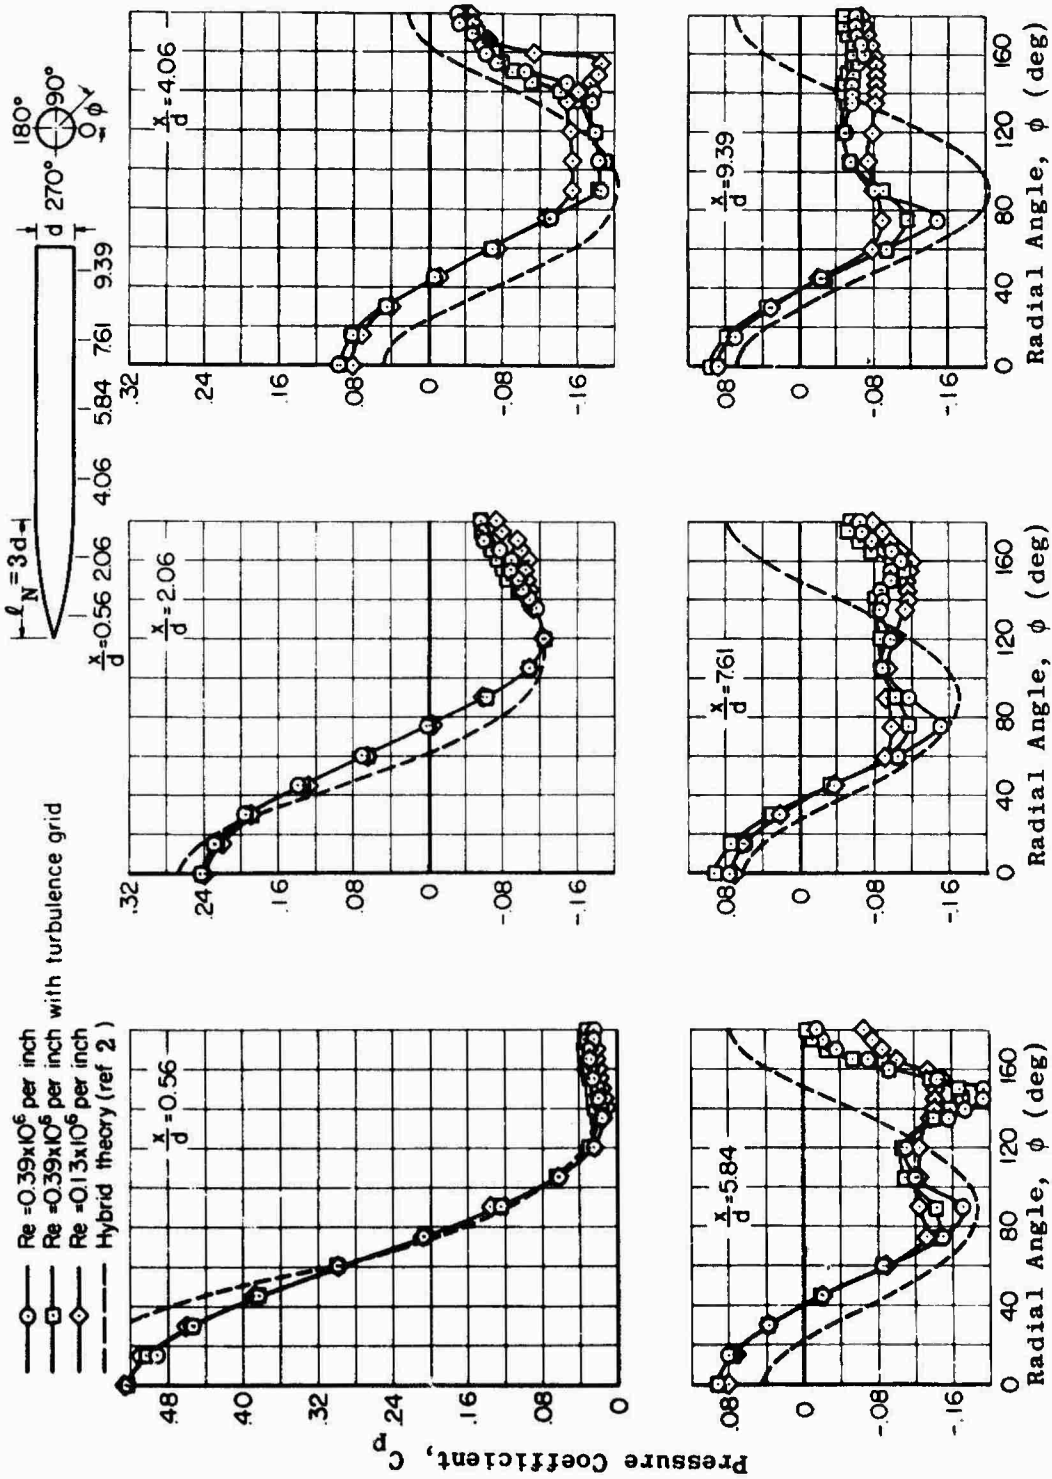 Re =0.39x10⁶ per inch
Re =0.39x10⁶ per inch with turbulence grid
Re =0.13x10⁶ per inch
Hybrid theory (ref 2)
ℓN =3d
x/d =0.56 2.06 4.06 5.84 7.61 9.39
d
180°
270° 90°
0 ϕ
Pressure Coefficient, Cp
x/d =0.56
.48
.40
.32
.24
.16
.08
0
x/d =2.06
.32
.24
.16
.08
0
-.08
-.16
x/d =4.06
.32
.24
.16
.08
0
-.08
-.16
x/d =5.84
.08
0
-.08
-.16
0 40 80 120 160
Radial Angle, ϕ (deg)
x/d =7.61
.08
0
-.08
-.16
0 40 80 120 160
Radial Angle, ϕ (deg)
x/d =9.39
.08
0
-.08
-.16
0 40 80 120 160
Radial Angle, ϕ (deg)